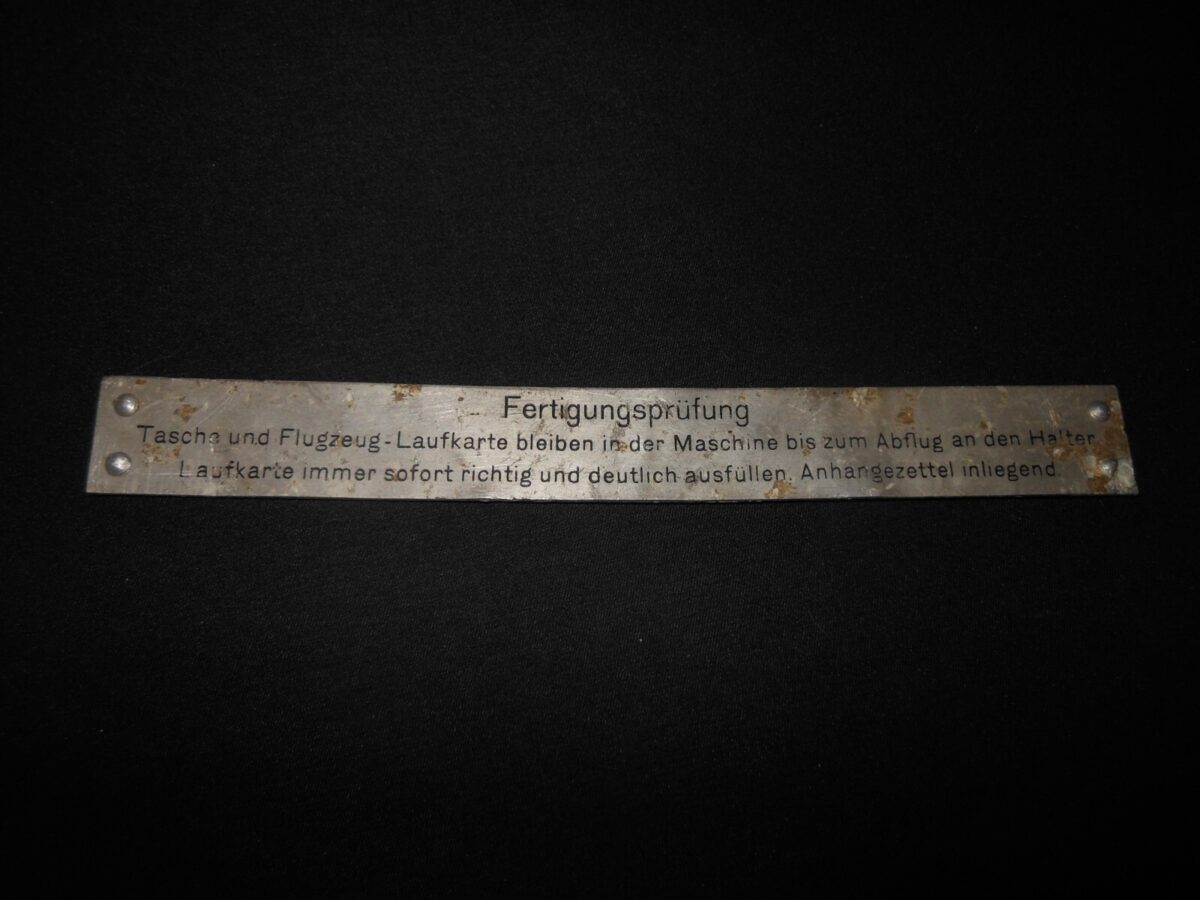 Fertigungsprüfung
Tasche und Flugzeug-Laufkarte bleiben in der Maschine bis zum Abflug an den Halter
Laufkarte immer sofort richtig und deutlich ausfüllen. Anhangezettel inliegend.